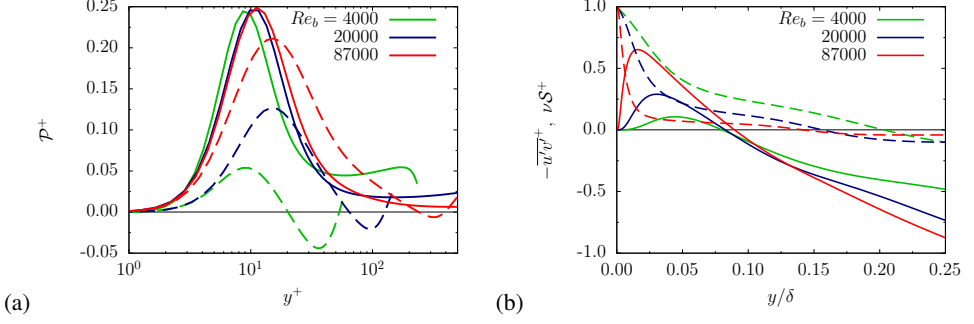 0.25
0.20
0.15
0.10
0.05
0.00
-0.05
𝒫⁺
Re_b = 4000
20000
87000
10⁰ 10¹ 10²
y⁺
(a)
1.0
0.5
0.0
-0.5
-1.0
−u′v′⁺, ν𝒮⁺
Re_b = 4000
20000
87000
0.00 0.05 0.10 0.15 0.20 0.25
y/δ
(b)